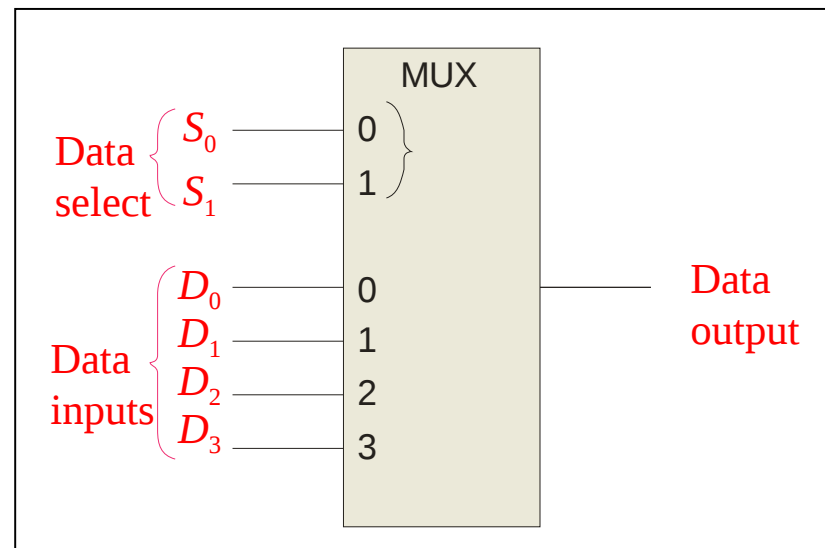 MUX
Data
select
S₀
S₁
0
1
Data
inputs
D₀
D₁
D₂
D₃
0
1
2
3
Data
output